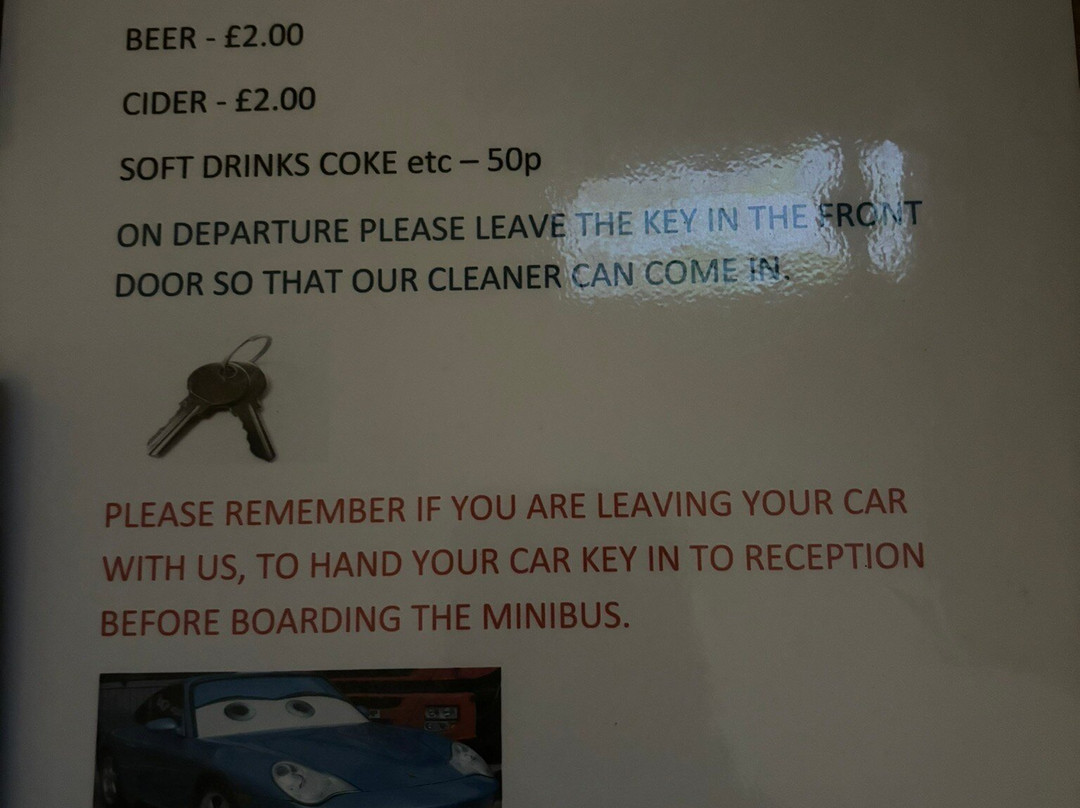 BEER - £2.00
CIDER - £2.00
SOFT DRINKS COKE etc – 50p
ON DEPARTURE PLEASE LEAVE THE KEY IN THE FRONT
DOOR SO THAT OUR CLEANER CAN COME IN.
PLEASE REMEMBER IF YOU ARE LEAVING YOUR CAR
WITH US, TO HAND YOUR CAR KEY IN TO RECEPTION
BEFORE BOARDING THE MINIBUS.